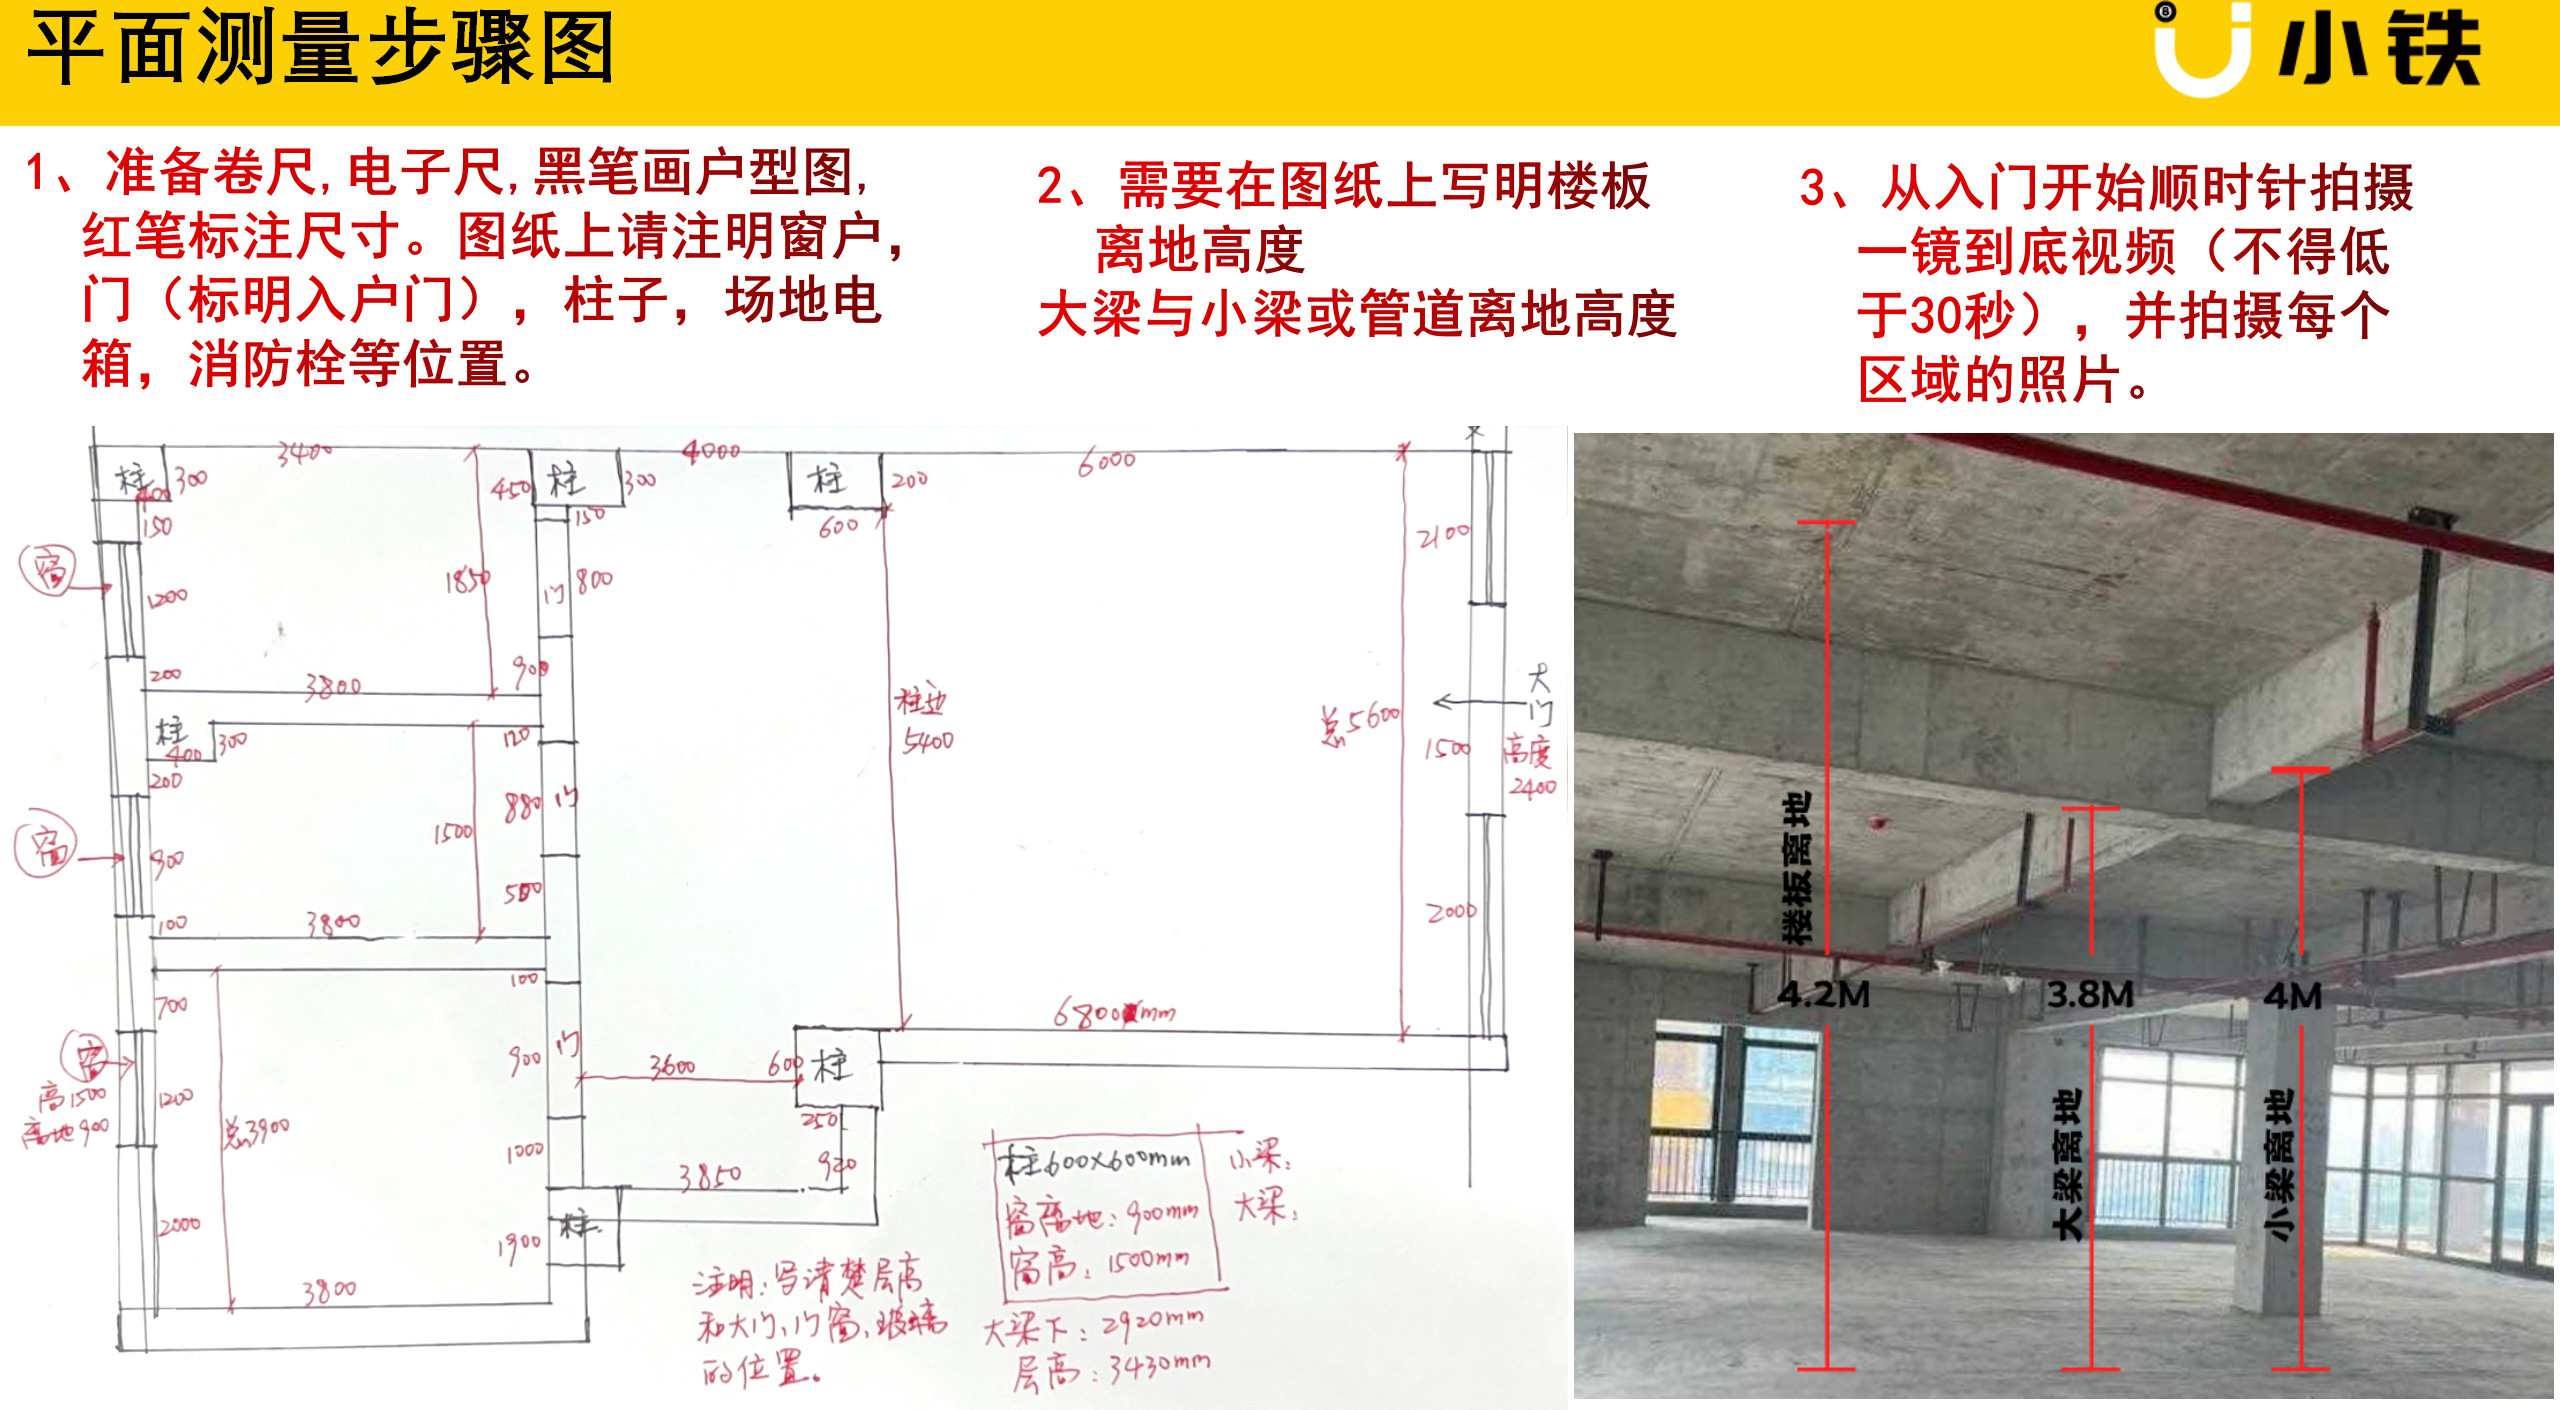 平面测量步骤图
8
小铁
1、准备卷尺,电子尺,黑笔画户型图,
红笔标注尺寸。图纸上请注明窗户，
门（标明入户门），柱子，场地电
箱，消防栓等位置。
2、需要在图纸上写明楼板
离地高度
大梁与小梁或管道离地高度
3、从入门开始顺时针拍摄
一镜到底视频（不得低
于30秒），并拍摄每个
区域的照片。
3400
4000
6000
柱
300
400
450
柱
300
柱
200
150
150
600
2100
窗
1200
1850
门
800
200
3800
900
柱边
5400
总5600
大
门
1500
高度
2400
柱
400
300
200
120
窗
900
1500
880
门
500
100
3800
2000
700
100
6800mm
窗
高1500
离地900
1200
总3900
900
门
3600
600
柱
250
1000
3850
920
2000
1900
柱
3800
柱600×600mm
窗离地：900mm
窗高：1500mm
小梁：
大梁：
大梁下：2920mm
层高：3430mm
注明：写清楚层高
和大门、门窗、玻璃
的位置。
楼板离地
4.2M
大梁离地
3.8M
小梁离地
4M